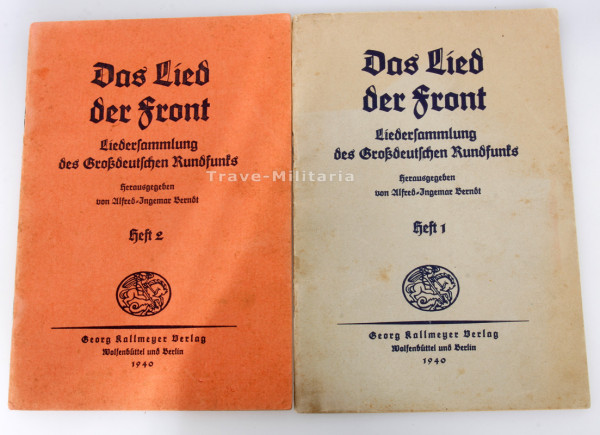 Das Lied
der Front
Liedersammlung
des Großdeutschen Rundfunks
Herausgegeben
von Alfred-Ingemar Berndt
Heft 2
Georg Kallmeyer Verlag
Wolfenbüttel und Berlin
1940
Das Lied
der Front
Liedersammlung
des Großdeutschen Rundfunks
Herausgegeben
von Alfred-Ingemar Berndt
Heft 1
Georg Kallmeyer Verlag
Wolfenbüttel und Berlin
1940
Trave-Militaria